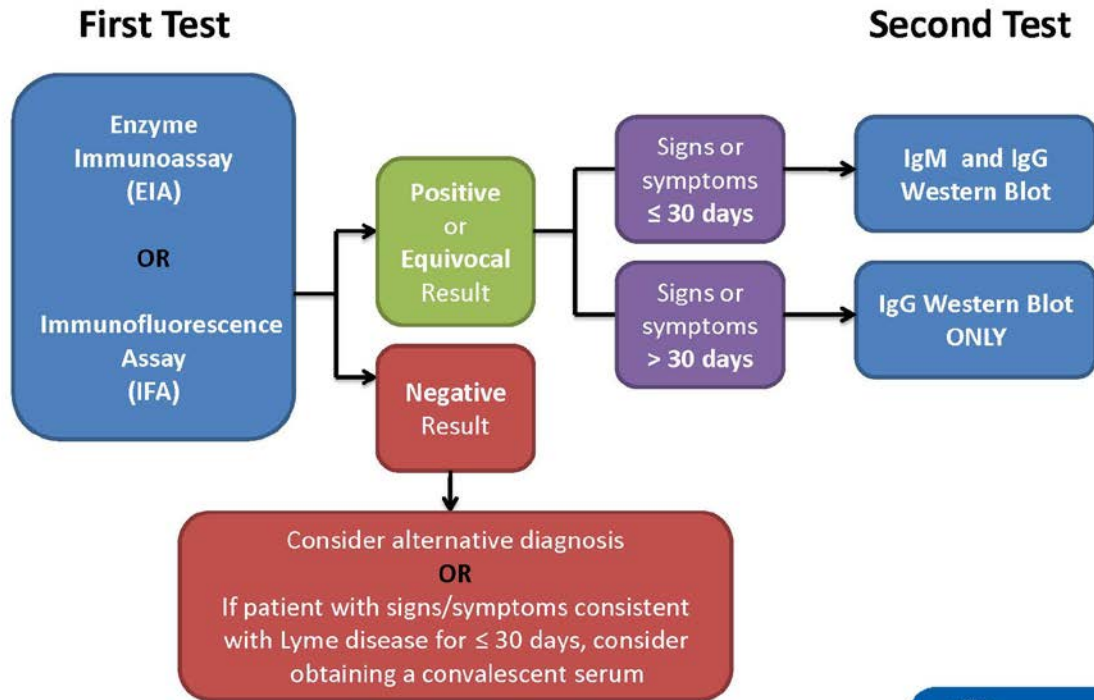 First Test
Second Test
Enzyme
Immunoassay
(EIA)
OR
Immunofluorescence
Assay
(IFA)
Positive
or
Equivocal
Result
Negative
Result
Signs or
symptoms
≤ 30 days
Signs or
symptoms
> 30 days
IgM and IgG
Western Blot
IgG Western Blot
ONLY
Consider alternative diagnosis
OR
If patient with signs/symptoms consistent
with Lyme disease for ≤ 30 days, consider
obtaining a convalescent serum